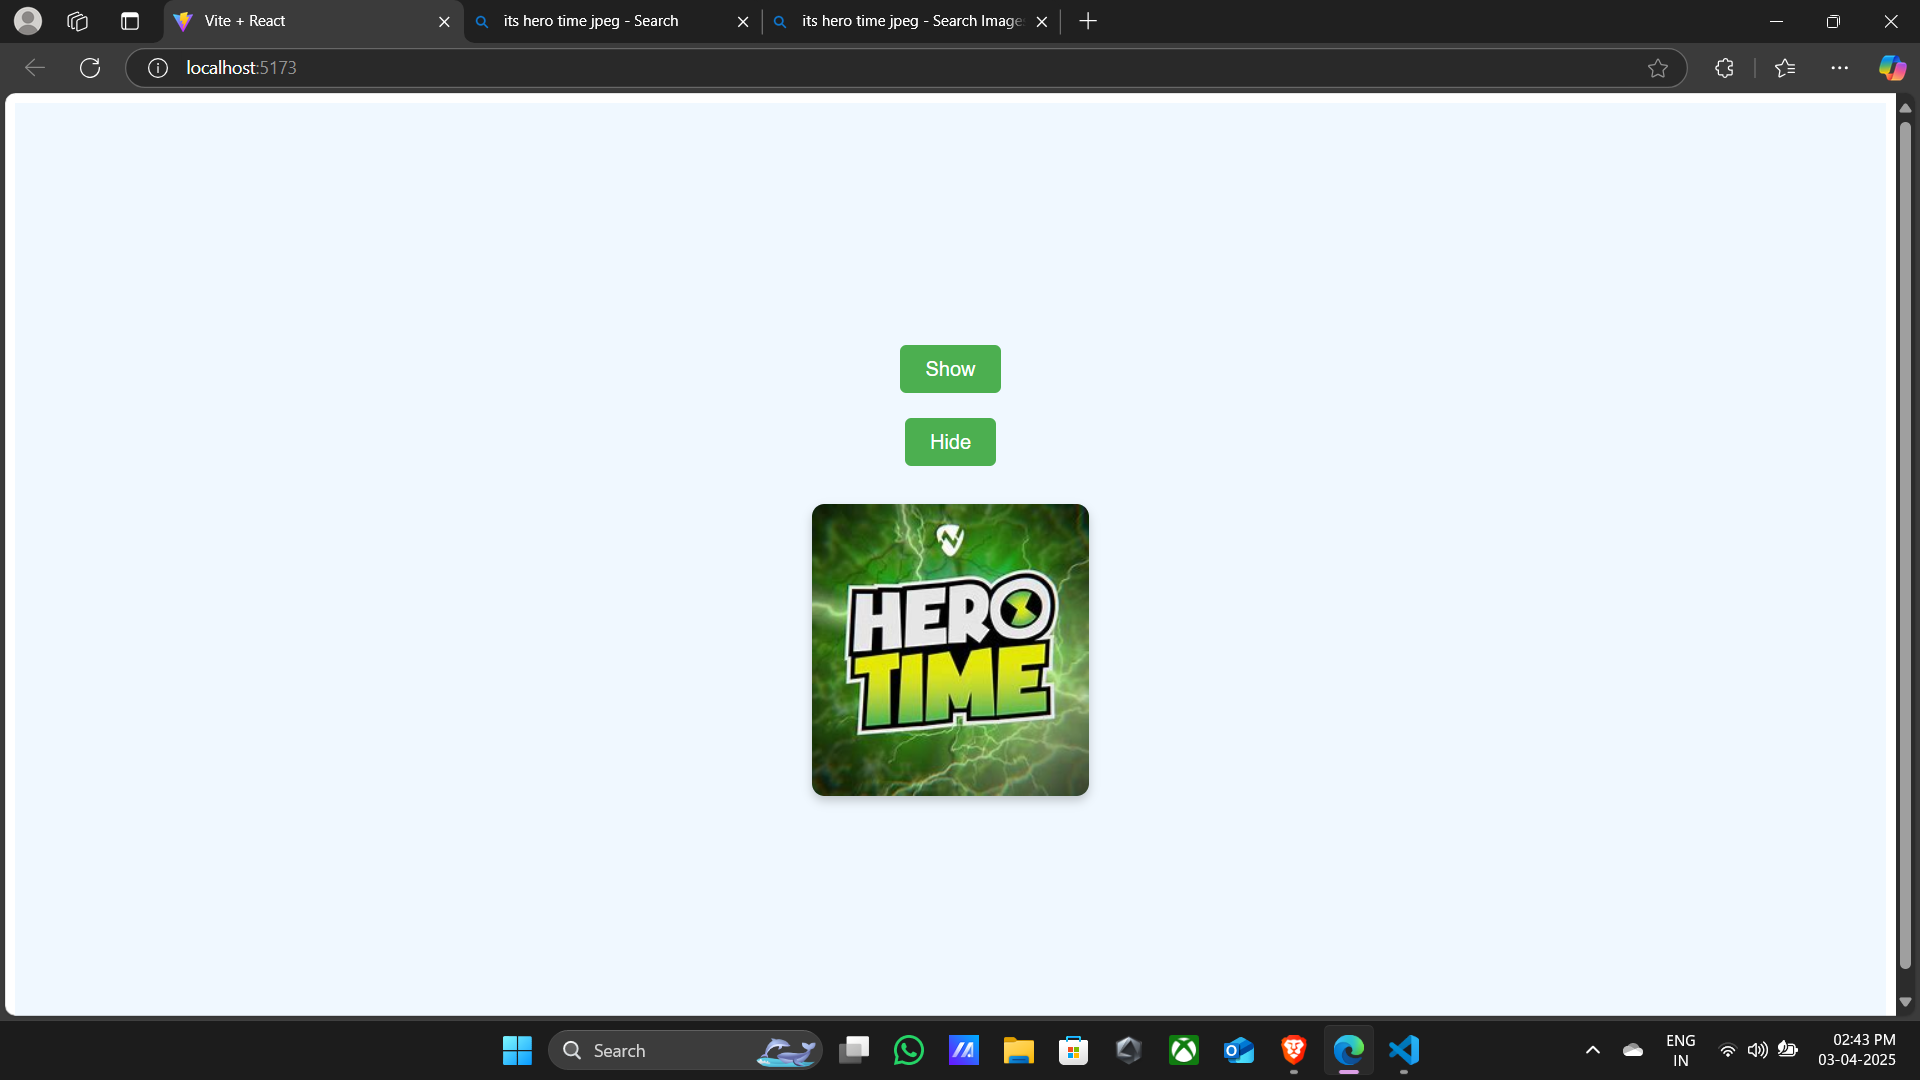 Vite + React
its hero time jpeg - Search
its hero time jpeg - Search Image
localhost:5173
Show
Hide
HERO
TIME
Search
ENG
IN
02:43 PM
03-04-2025